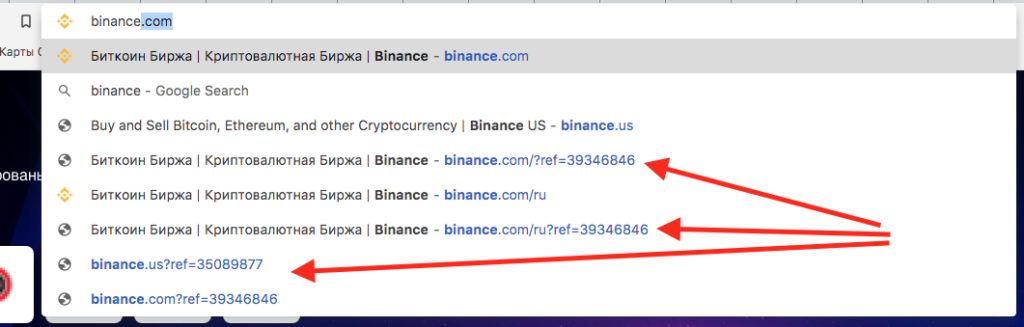 binance.com
Карты
Биткоин Биржа | Криптовалютная Биржа | Binance - binance.com
binance - Google Search
Buy and Sell Bitcoin, Ethereum, and other Cryptocurrency | Binance US - binance.us
Биткоин Биржа | Криптовалютная Биржа | Binance - binance.com/?ref=39346846
Биткоин Биржа | Криптовалютная Биржа | Binance - binance.com/ru
Биткоин Биржа | Криптовалютная Биржа | Binance - binance.com/ru?ref=39346846
binance.us?ref=35089877
binance.com?ref=39346846